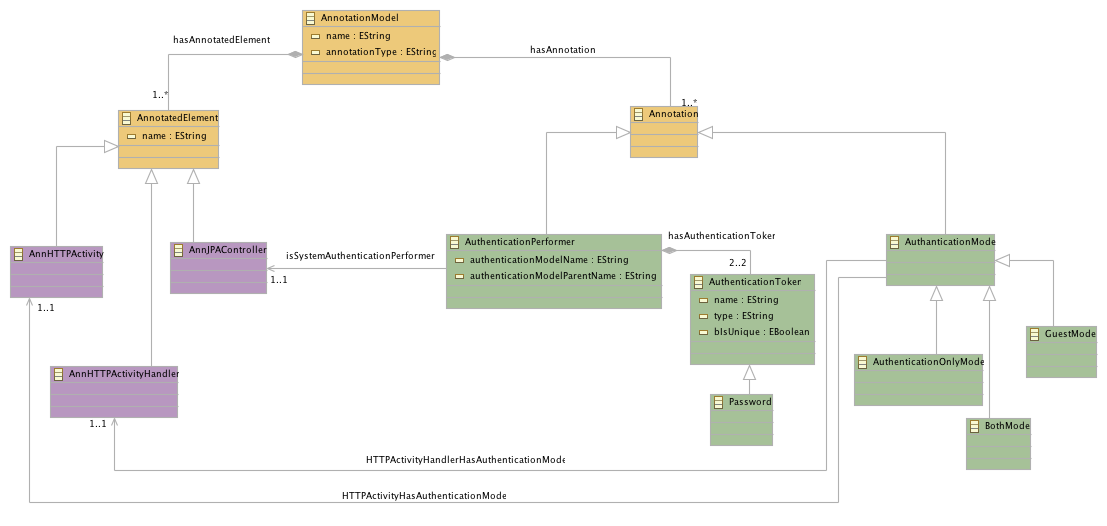 AnnotationModel
name : EString
annotationType : EString
hasAnnotatedElement
hasAnnotation
1..*
1..*
AnnotatedElement
name : EString
Annotation
AnnHTTPActivity
AnnJPAController
isSystemAuthenticationPerformer
1..1
1..1
AuthenticationPerformer
authenticationModelName : EString
authenticationModelParentName : EString
hasAuthenticationToker
2..2
AuthenticationToker
name : EString
type : EString
bIsUnique : EBoolean
AuthanticationMode
GuestMode
AuthenticationOnlyMode
BothMode
Password
AnnHTTPActivityHandler
1..1
HTTPActivityHandlerHasAuthenticationMode
HTTPActivityHasAuthenticationMode